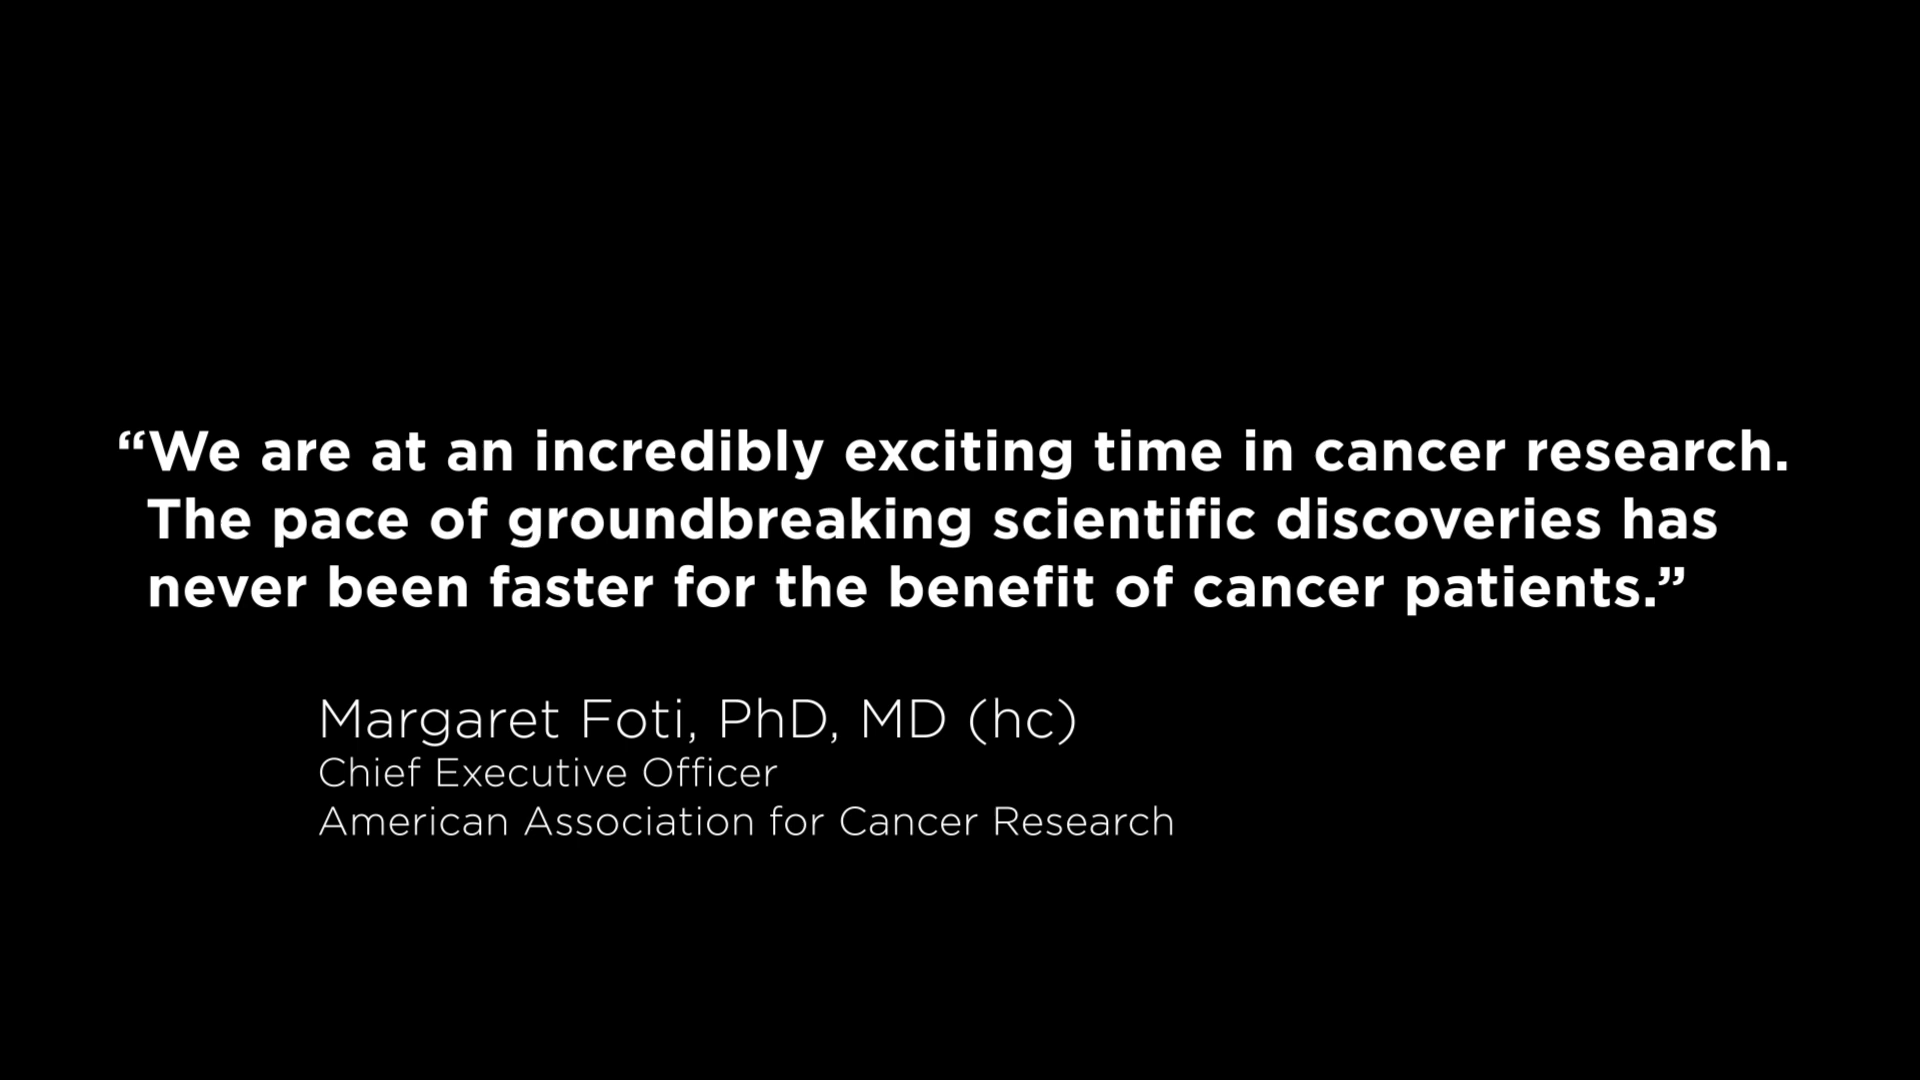 “We are at an incredibly exciting time in cancer research.
The pace of groundbreaking scientific discoveries has
never been faster for the benefit of cancer patients.”
Margaret Foti, PhD, MD (hc)
Chief Executive Officer
American Association for Cancer Research